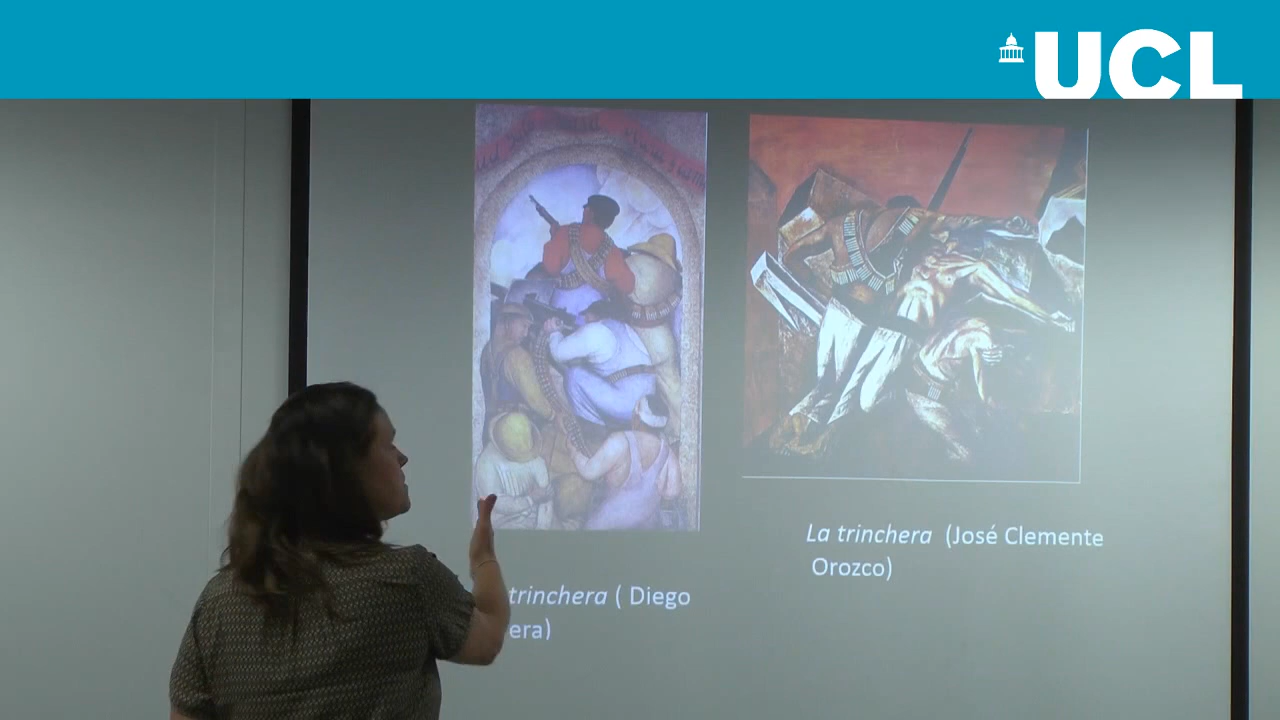 UCL
trinchera ( Diego
era)
La trinchera (José Clemente
Orozco)